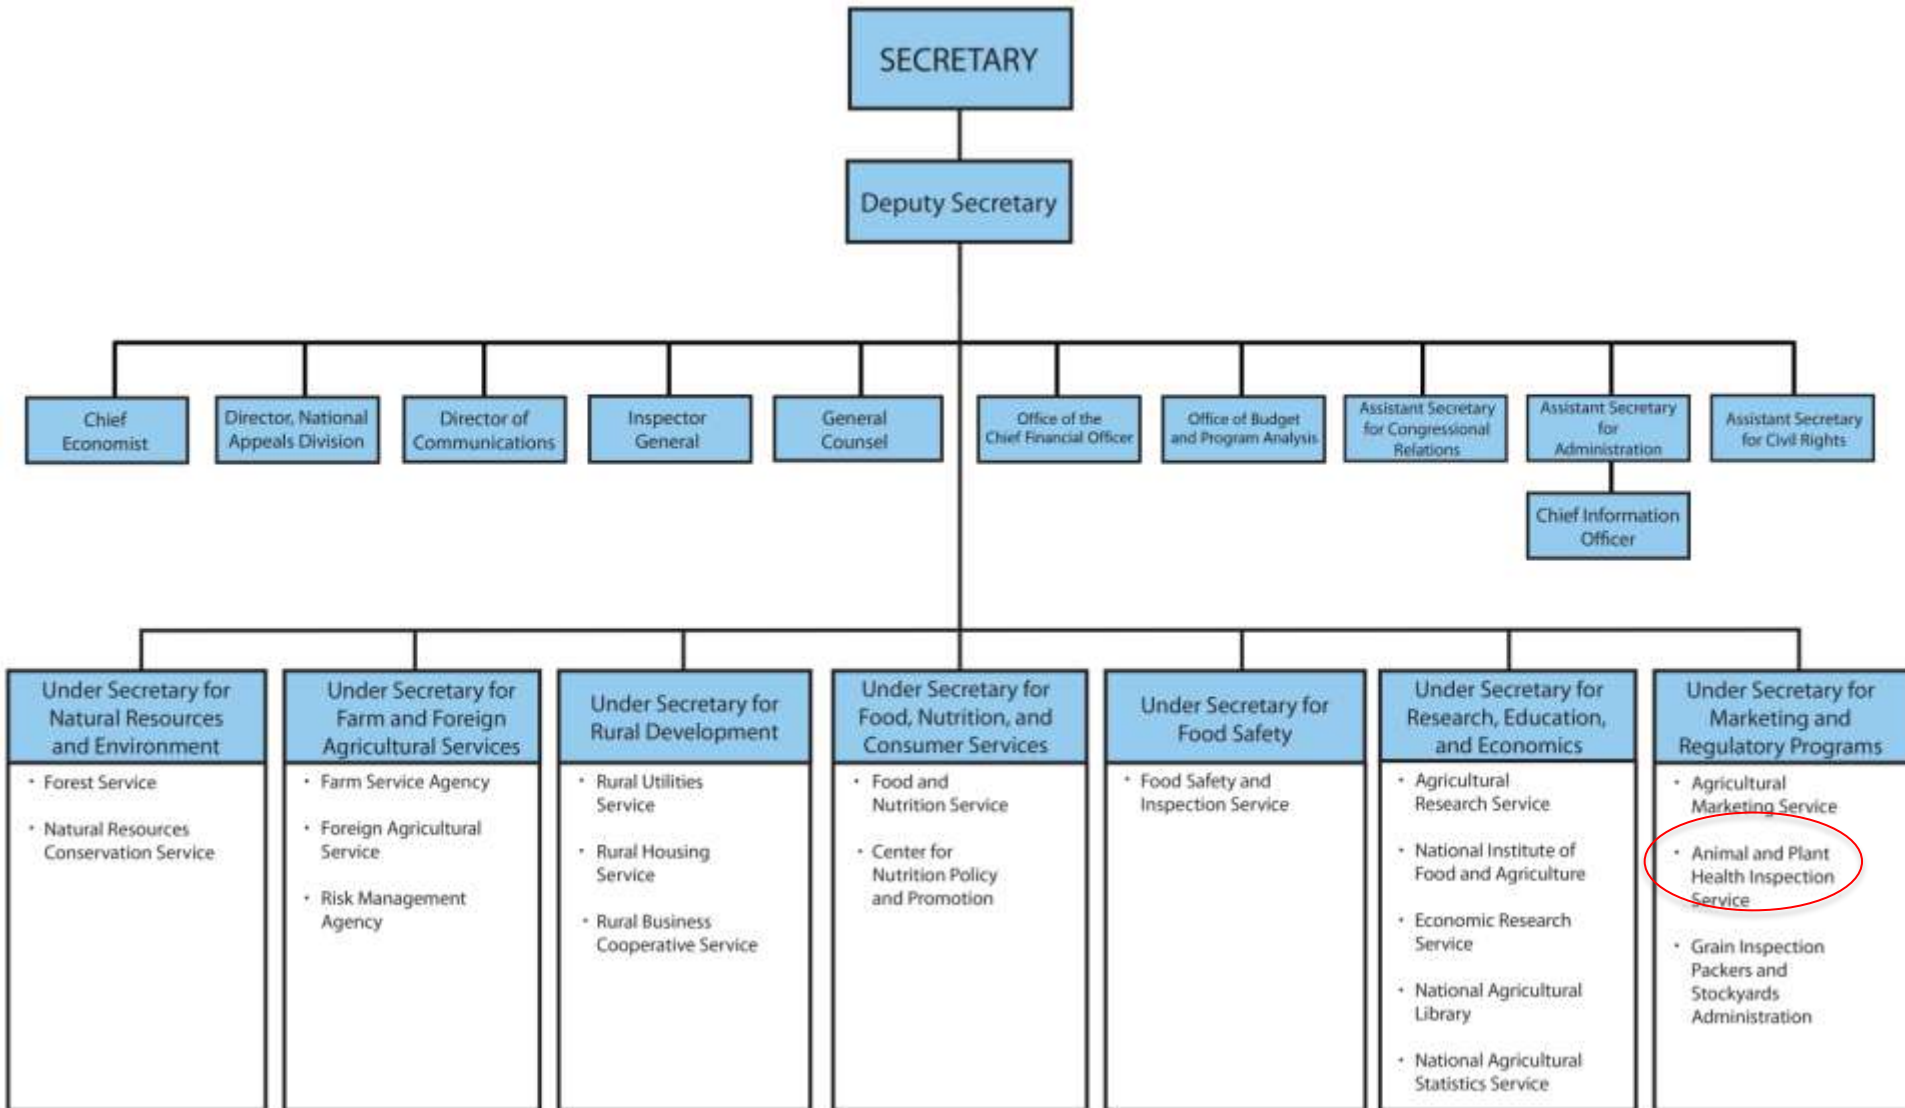 SECRETARY
Deputy Secretary
Chief
Economist
Director, National
Appeals Division
Director of
Communications
Inspector
General
General
Counsel
Office of the
Chief Financial Officer
Office of Budget
and Program Analysis
Assistant Secretary
for Congressional
Relations
Assistant Secretary
for
Administration
Assistant Secretary
for Civil Rights
Chief Information
Officer
Under Secretary for
Natural Resources
and Environment
• Forest Service
• Natural Resources
Conservation Service
Under Secretary for
Farm and Foreign
Agricultural Services
• Farm Service Agency
• Foreign Agricultural
Service
• Risk Management
Agency
Under Secretary for
Rural Development
• Rural Utilities
Service
• Rural Housing
Service
• Rural Business
Cooperative Service
Under Secretary for
Food, Nutrition, and
Consumer Services
• Food and
Nutrition Service
• Center for
Nutrition Policy
and Promotion
Under Secretary for
Food Safety
• Food Safety and
Inspection Service
Under Secretary for
Research, Education,
and Economics
• Agricultural
Research Service
• National Institute of
Food and Agriculture
• Economic Research
Service
• National Agricultural
Library
• National Agricultural
Statistics Service
Under Secretary for
Marketing and
Regulatory Programs
• Agricultural
Marketing Service
• Animal and Plant
Health Inspection
Service
• Grain Inspection
Packers and
Stockyards
Administration